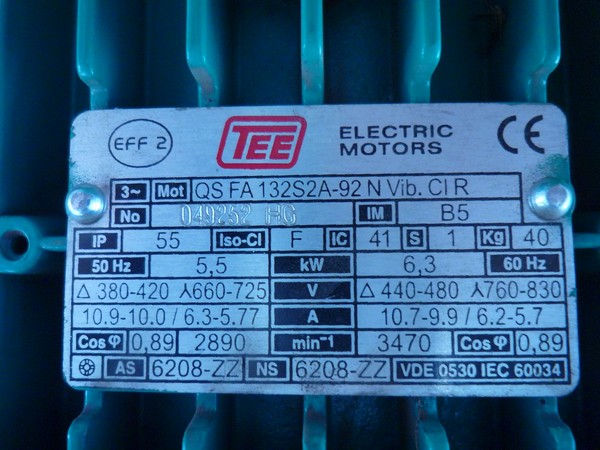 EFF 2 TEE ELECTRIC MOTORS CE
3~ Mot QS FA 132S2A-92 N Vib. Cl R
No 049252 HG IM B5
IP 55 Iso-Cl F IC 41 S 1 Kg 40
50 Hz 5,5 kW 6,3 60 Hz
△ 380-420 ⅄660-725 V △ 440-480 ⅄760-830
10.9-10.0 / 6.3-5.77 A 10.7-9.9 / 6.2-5.7
Cos φ 0,89 2890 min⁻¹ 3470 Cos φ 0,89
AS 6208-ZZ NS 6208-ZZ VDE 0530 IEC 60034